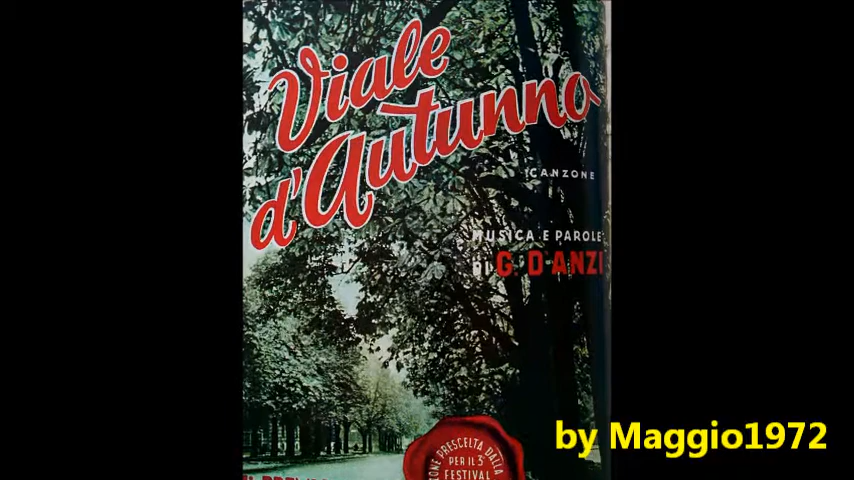 Viale
d'Autunno
CANZONE
MUSICA E PAROLE
DI G. D'ANZI
PRESCELTA DALLA
PER IL 3°
FESTIVAL
by Maggio1972